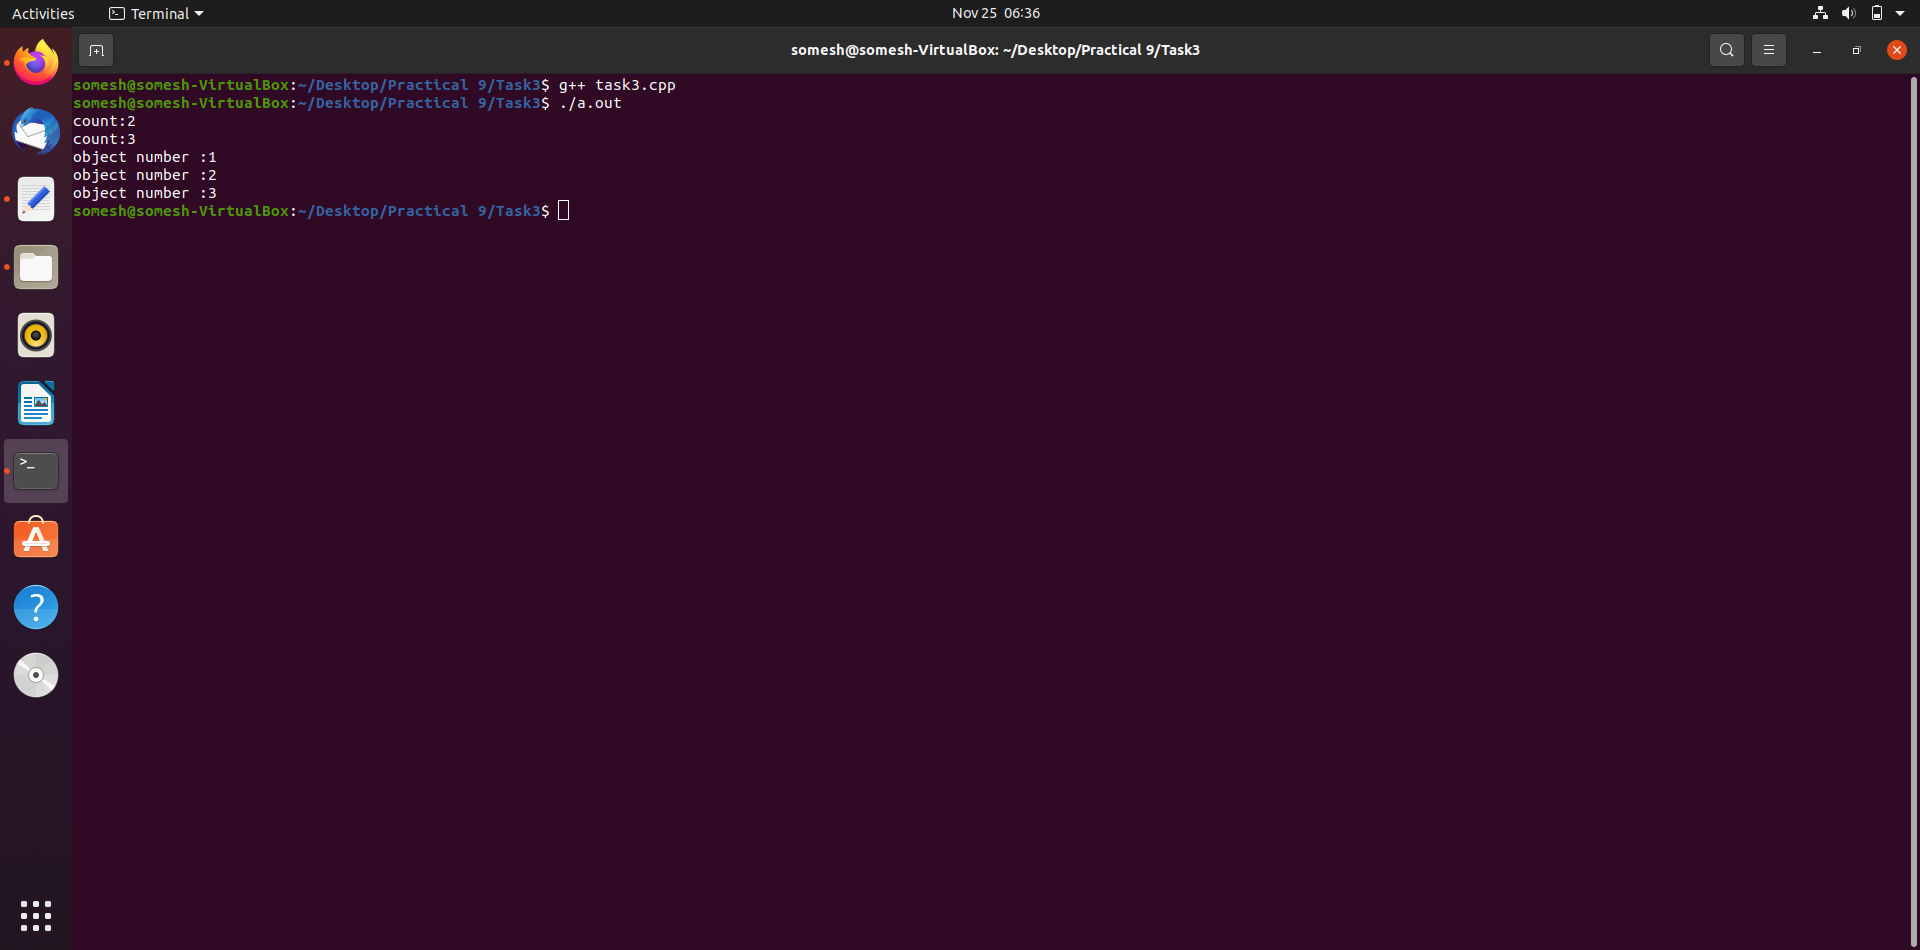 Activities
Terminal
Nov 25 06:36
somesh@somesh-VirtualBox: ~/Desktop/Practical 9/Task3
somesh@somesh-VirtualBox:~/Desktop/Practical 9/Task3$ g++ task3.cpp
somesh@somesh-VirtualBox:~/Desktop/Practical 9/Task3$ ./a.out
count:2
count:3
object number :1
object number :2
object number :3
somesh@somesh-VirtualBox:~/Desktop/Practical 9/Task3$